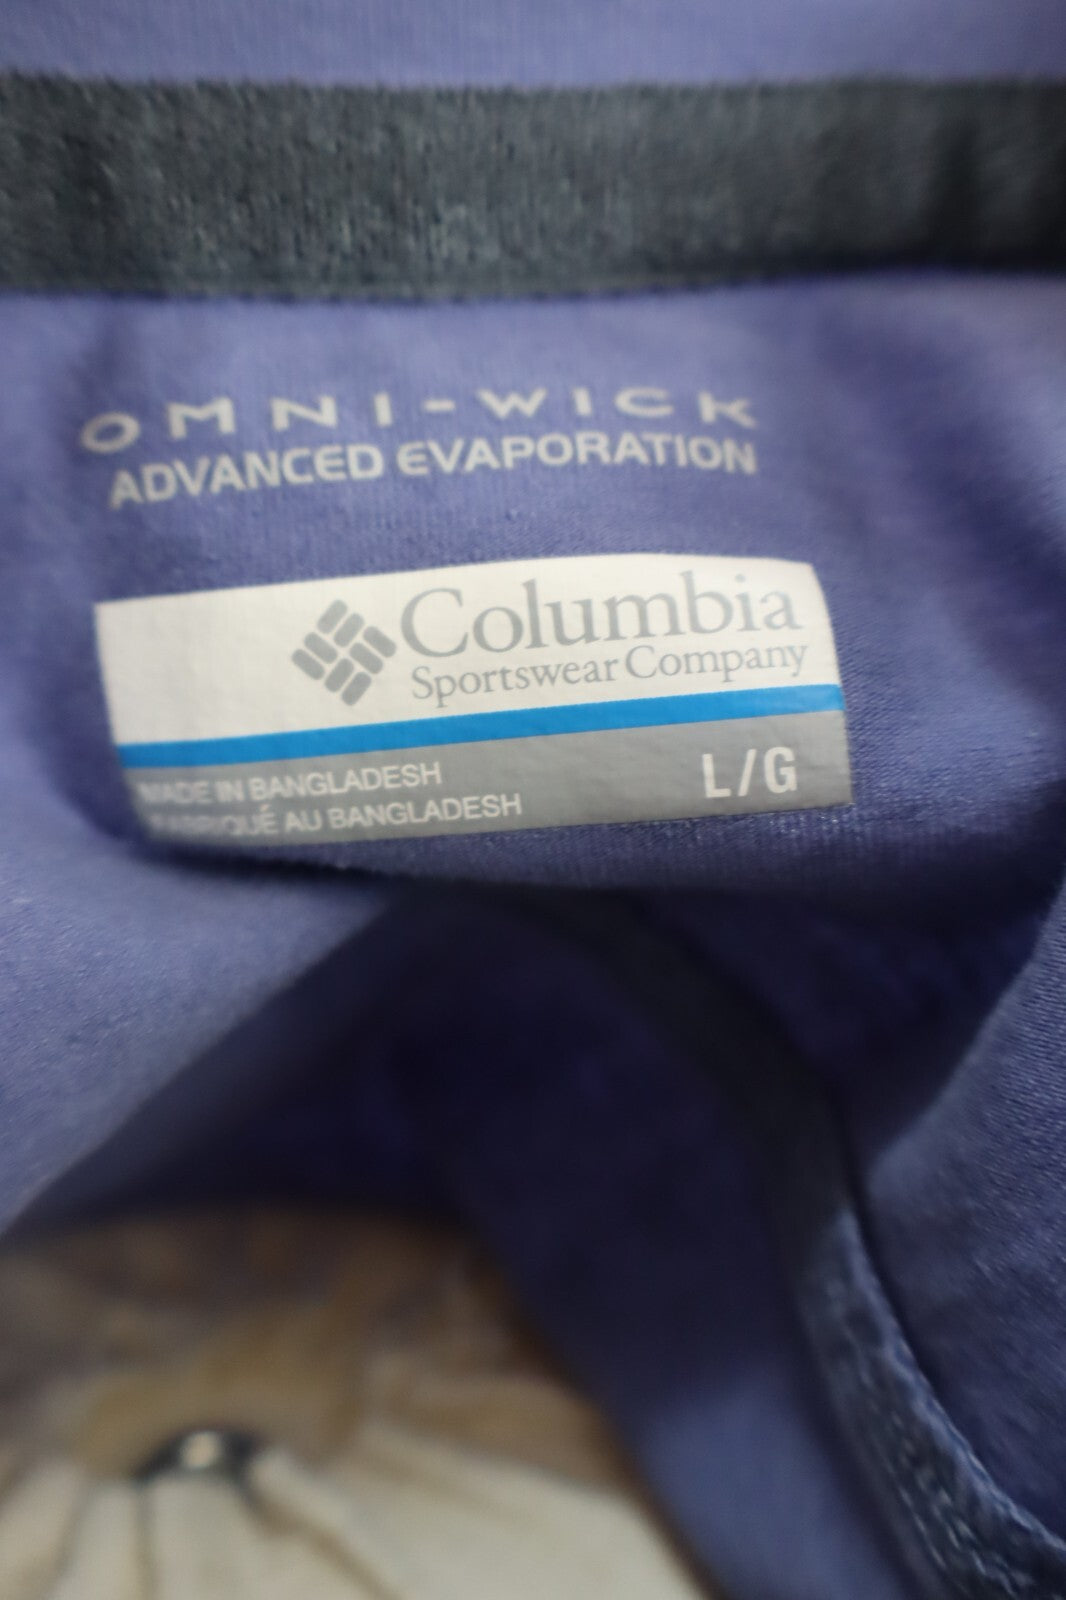 OMNI-WICK
ADVANCED EVAPORATION
Columbia
Sportswear Company
MADE IN BANGLADESH
FABRIQUÉ AU BANGLADESH
L/G